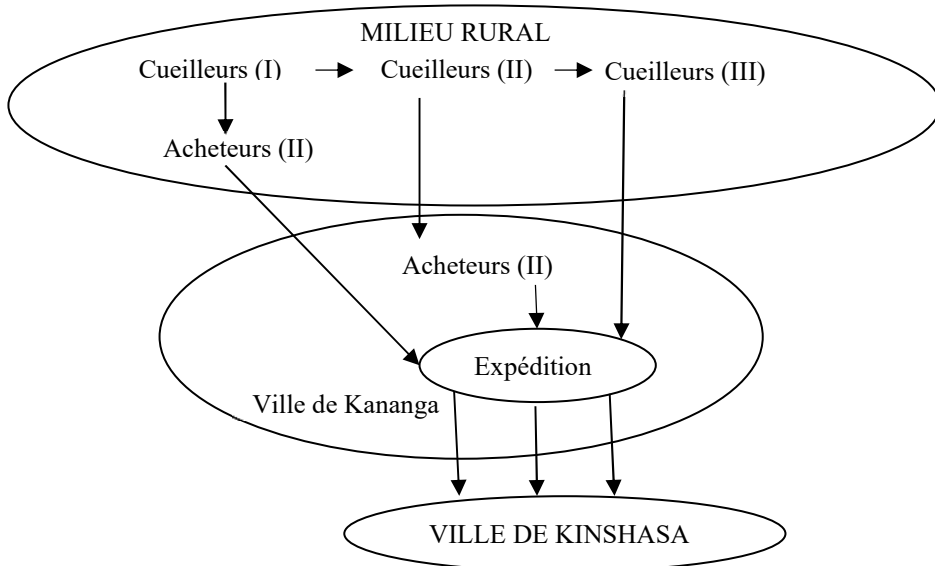 MILIEU RURAL
Cueilleurs (I) Cueilleurs (II) Cueilleurs (III)
Acheteurs (II)
Acheteurs (II)
Expédition
Ville de Kananga
VILLE DE KINSHASA